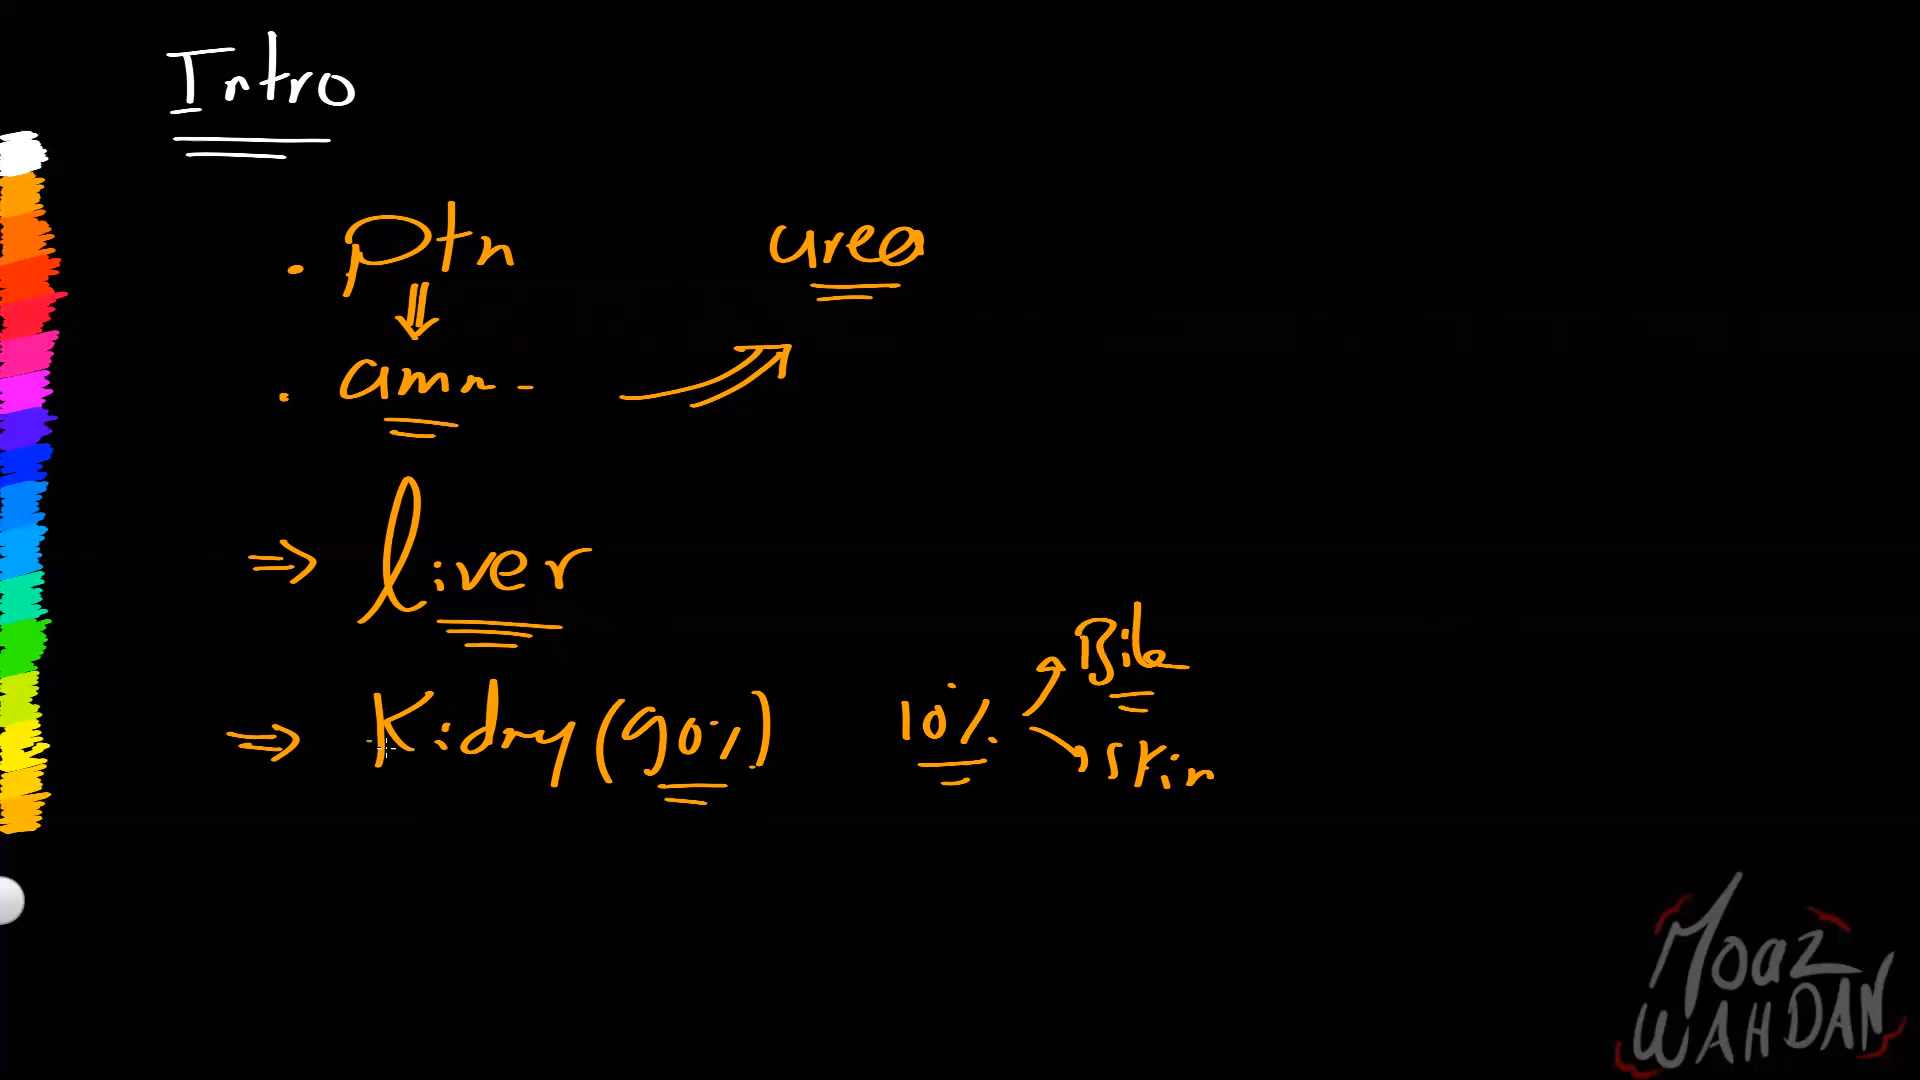 Intro
. ptn urea
. amn -
⇒ liver
⇒ Kidny (90%) 10%
Bile
Skin
MOAZ
WAHDAN